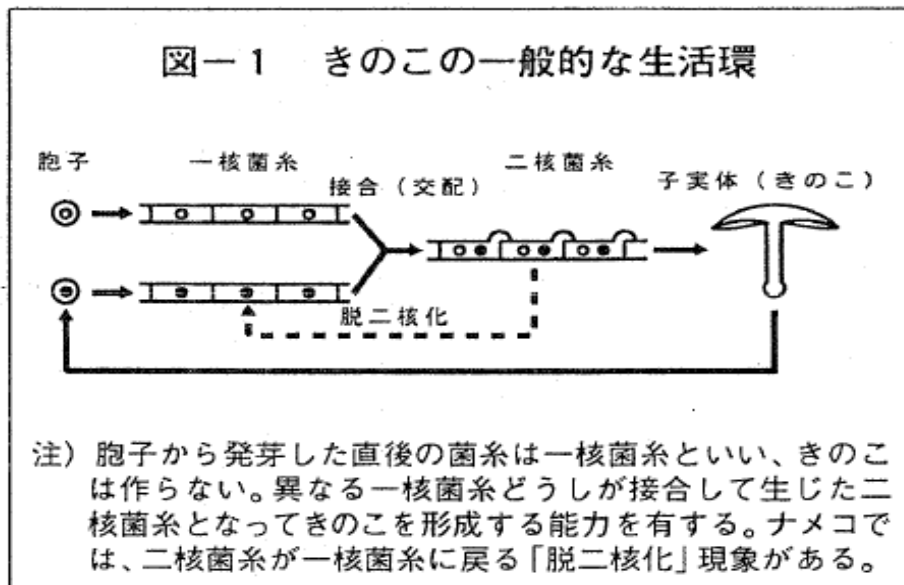 図－1　きのこの一般的な生活環
胞子
一核菌糸
接合（交配）
二核菌糸
子実体（きのこ）
脱二核化
注）胞子から発芽した直後の菌糸は一核菌糸といい、きのこ
は作らない。異なる一核菌糸どうしが接合して生じた二
核菌糸となってきのこを形成する能力を有する。ナメコで
は、二核菌糸が一核菌糸に戻る「脱二核化」現象がある。